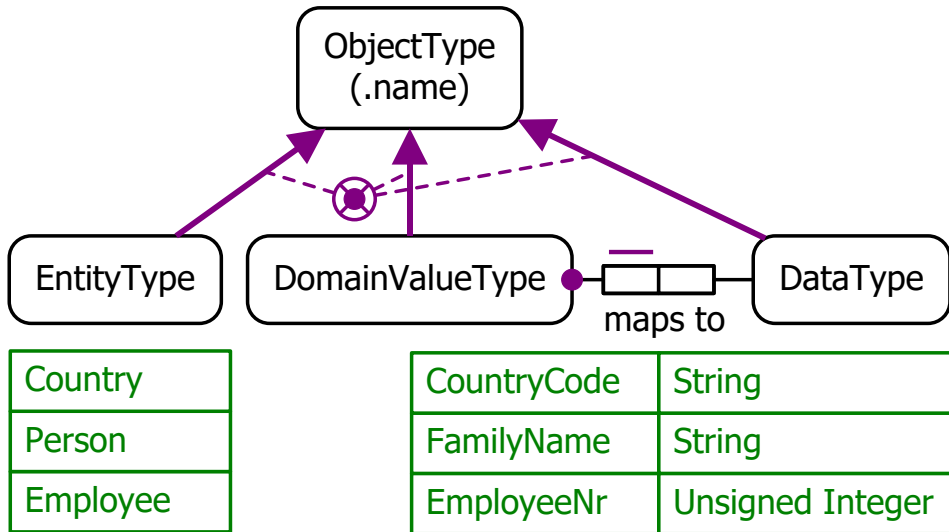 ObjectType
(.name)
EntityType
DomainValueType
DataType
maps to
Country
Person
Employee
CountryCode String
FamilyName String
EmployeeNr Unsigned Integer